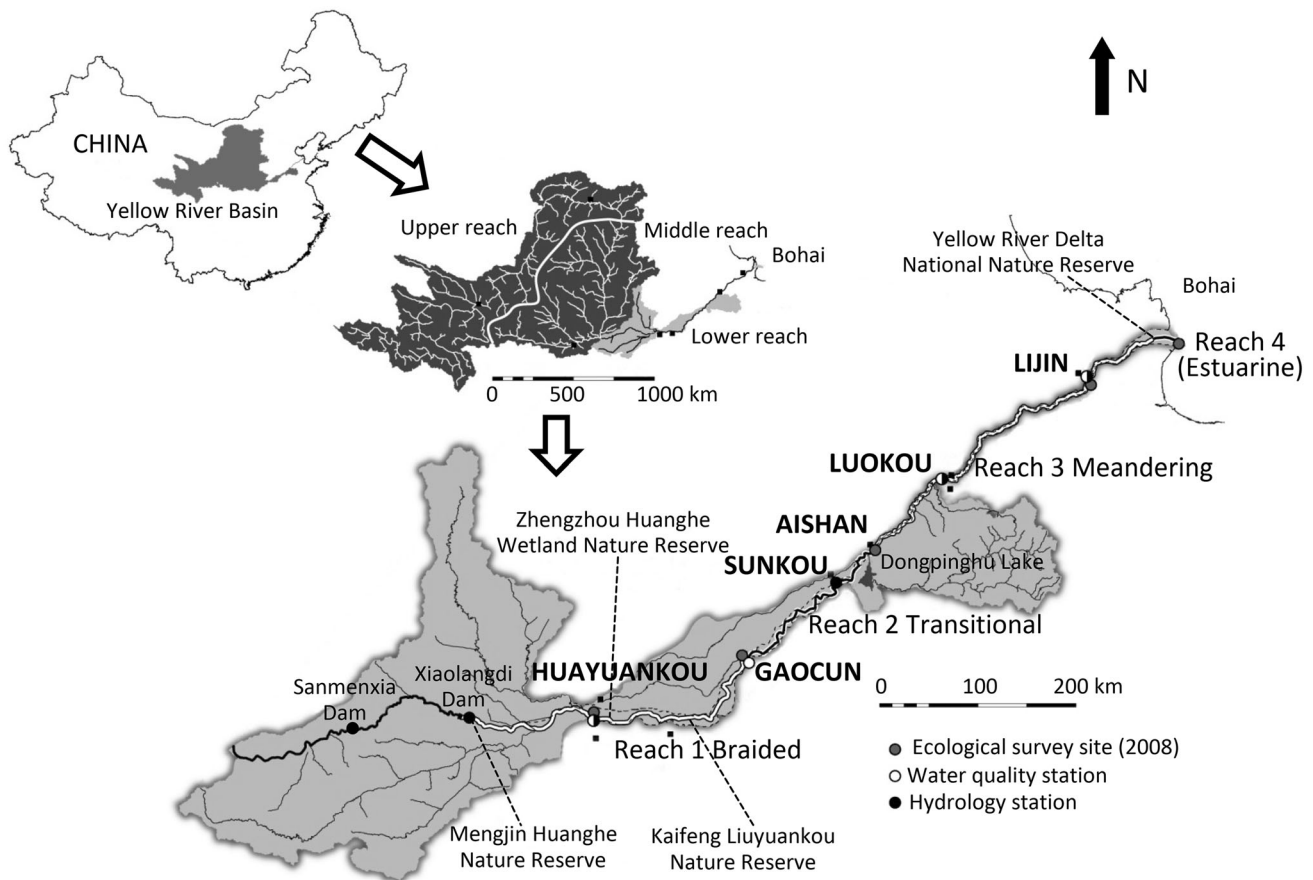 N
CHINA
Yellow River Basin
Upper reach
Middle reach
Bohai
Lower reach
0 500 1000 km
Yellow River Delta
National Nature Reserve
Bohai
Reach 4
(Estuarine)
LIJIN
LUOKOU
Reach 3 Meandering
AISHAN
Zhengzhou Huanghe
Wetland Nature Reserve
SUNKOU
Dongpinghu Lake
Reach 2 Transitional
HUAYUANKOU
GAOCUN
Sanmenxia
Dam
Xiaolangdi
Dam
Reach 1 Braided
0 100 200 km
Ecological survey site (2008)
Water quality station
Hydrology station
Mengjin Huanghe
Nature Reserve
Kaifeng Liuyuankou
Nature Reserve